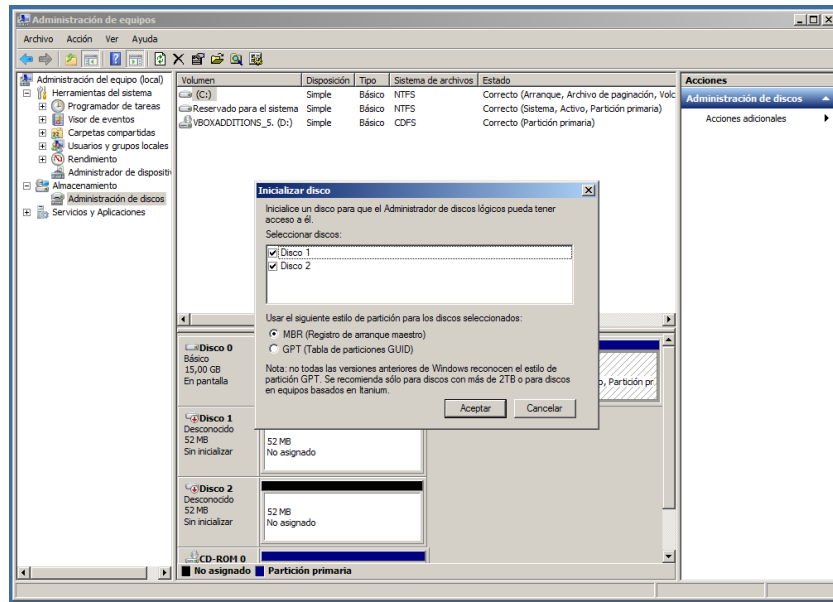 Administración de equipos
Archivo Acción Ver Ayuda
Administración del equipo (local)
Herramientas del sistema
Programador de tareas
Visor de eventos
Carpetas compartidas
Usuarios y grupos locales
Rendimiento
Administrador de dispositi
Almacenamiento
Administración de discos
Servicios y Aplicaciones
Volumen Disposición Tipo Sistema de archivos Estado
(C:) Simple Básico NTFS Correcto (Arranque, Archivo de paginación, Volc
Reservado para el sistema Simple Básico NTFS Correcto (Sistema, Activo, Partición primaria)
VBOXADDITIONS_5. (D:) Simple Básico CDFS Correcto (Partición primaria)
Acciones
Administración de discos
Acciones adicionales
Inicializar disco
Inicialice un disco para que el Administrador de discos lógicos pueda tener
acceso a él.
Seleccionar discos:
Disco 1
Disco 2
Usar el siguiente estilo de partición para los discos seleccionados:
MBR (Registro de arranque maestro)
GPT (Tabla de particiones GUID)
Nota: no todas las versiones anteriores de Windows reconocen el estilo de
partición GPT. Se recomienda sólo para discos con más de 2TB o para discos
en equipos basados en Itanium.
Aceptar Cancelar
Disco 0
Básico
15,00 GB
En pantalla
o, Partición pr
Disco 1
Desconocido
52 MB
Sin inicializar
52 MB
No asignado
Disco 2
Desconocido
52 MB
Sin inicializar
52 MB
No asignado
CD-ROM 0
No asignado Partición primaria